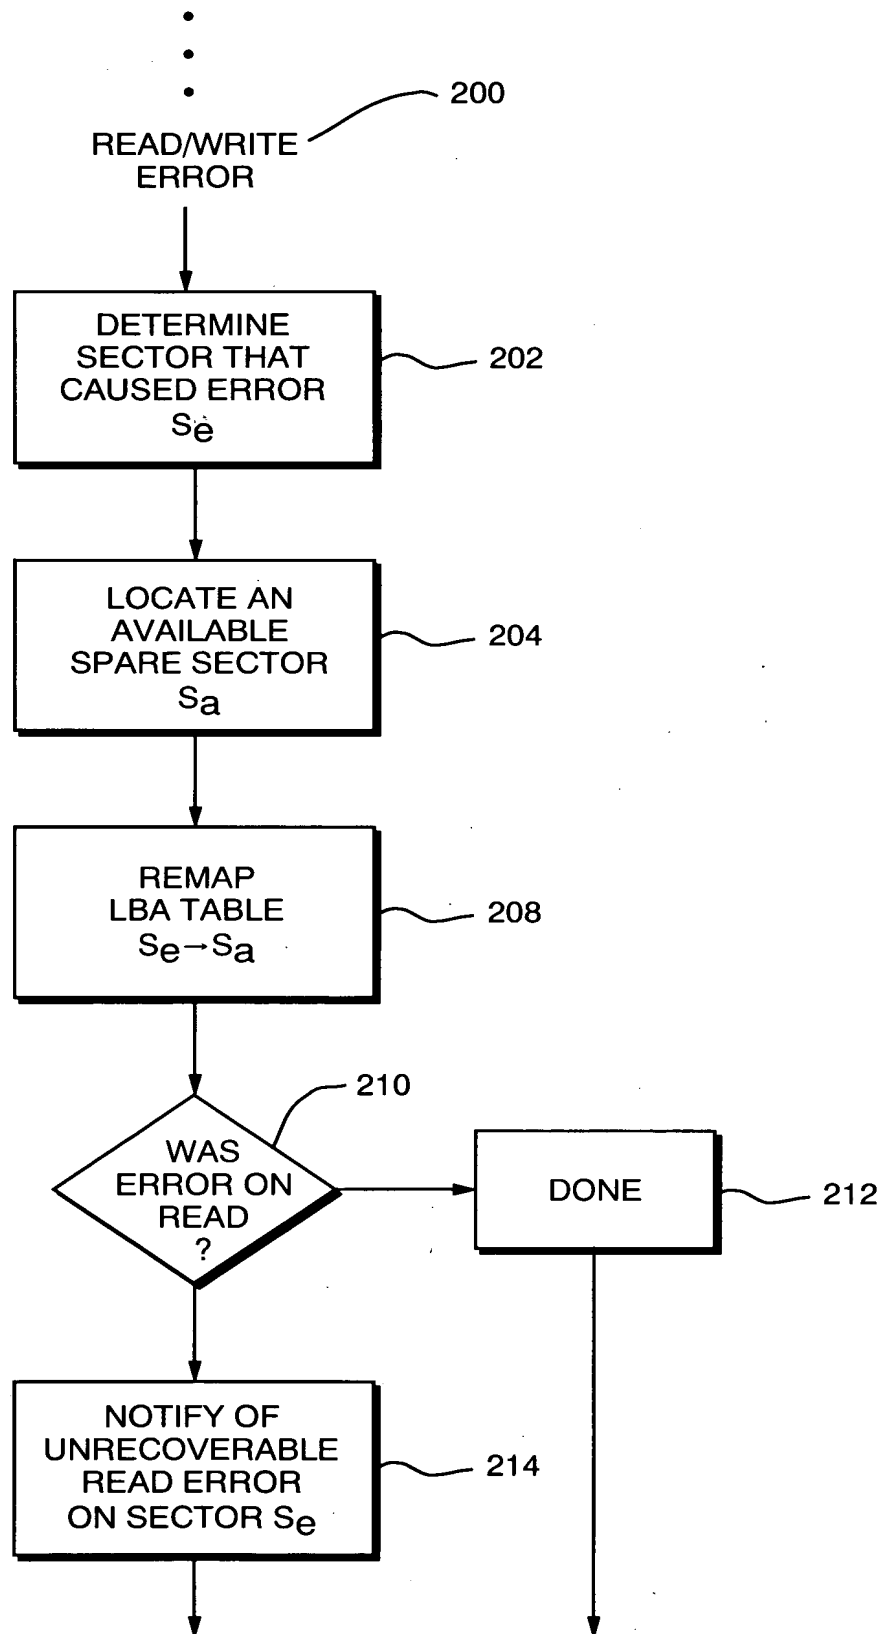 200
READ/WRITE
ERROR
DETERMINE
SECTOR THAT
CAUSED ERROR
Se
202
LOCATE AN
AVAILABLE
SPARE SECTOR
Sa
204
REMAP
LBA TABLE
Se→Sa
208
210
WAS
ERROR ON
READ
?
DONE
212
NOTIFY OF
UNRECOVERABLE
READ ERROR
ON SECTOR Se
214